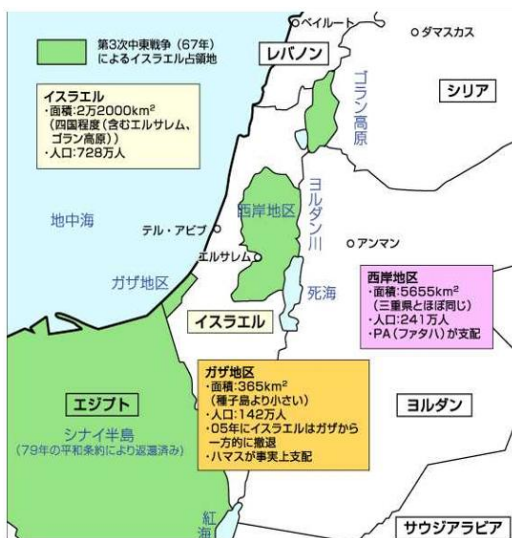 ベイルート
ダマスカス
第3次中東戦争(67年)
によるイスラエル占領地
レバノン
シリア
ゴラン高原
イスラエル
・面積:2万2000km²
(四国程度(含むエルサレム、
ゴラン高原))
・人口:728万人
地中海
テル・アビブ
西岸地区
ヨルダン川
アンマン
エルサレム
ガザ地区
死海
イスラエル
西岸地区
・面積:5655km²
(三重県とほぼ同じ)
・人口:241万人
・PA(ファタハ)が支配
ガザ地区
・面積:365km²
(種子島より小さい)
・人口:142万人
・05年にイスラエルはガザから
一方的に撤退
・ハマスが事実上支配
エジプト
シナイ半島
(79年の平和条約により返還済み)
ヨルダン
紅海
サウジアラビア